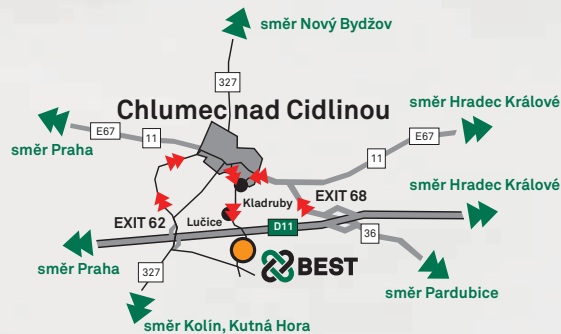 směr Nový Bydžov
327
Chlumec nad Cidlinou
směr Hradec Králové
E67
11
E67
směr Praha
11
směr Hradec Králové
Kladruby
EXIT 68
Lučice
EXIT 62
D11
36
směr Praha
BEST
327
směr Pardubice
směr Kolín, Kutná Hora